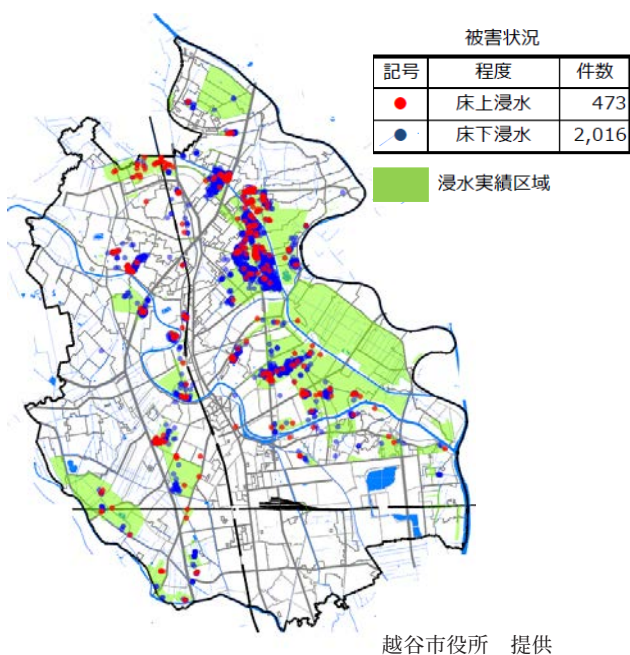 被害状況
記号 程度 件数
床上浸水 473
床下浸水 2,016
浸水実績区域
越谷市役所 提供